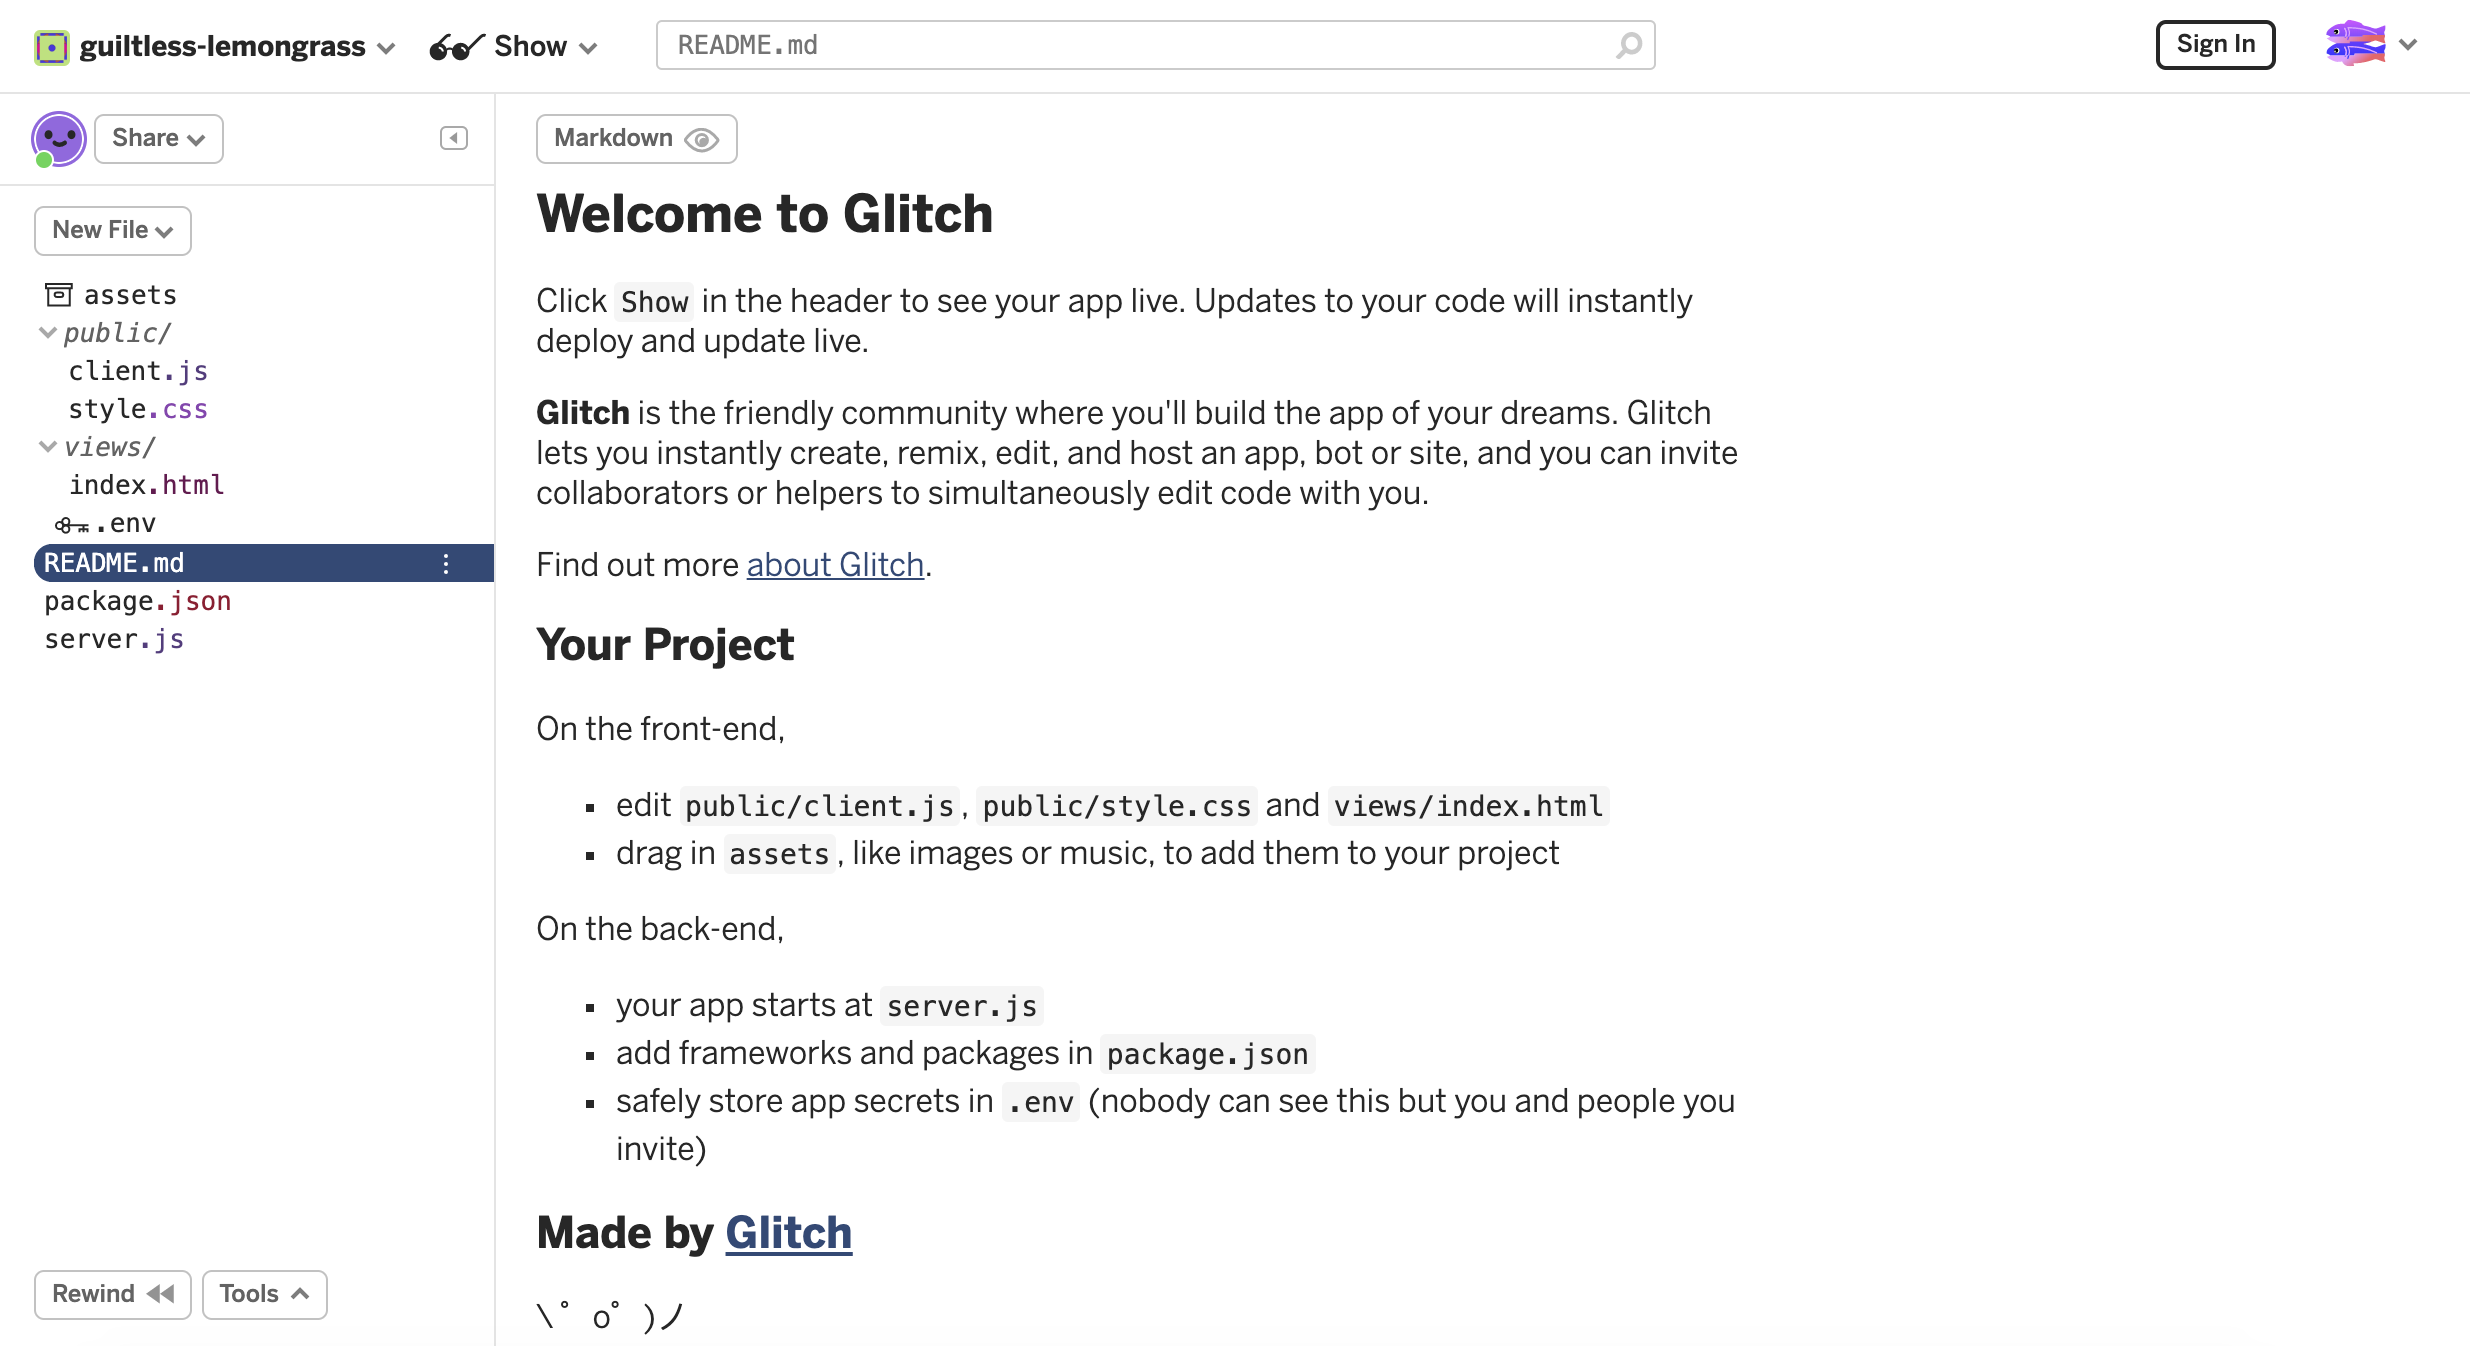 guiltless-lemongrass
Show
README.md
Sign In
Share
New File
assets
public/
client.js
style.css
views/
index.html
.env
README.md
package.json
server.js
Rewind
Tools
Markdown
Welcome to Glitch
Click Show in the header to see your app live. Updates to your code will instantly
deploy and update live.
Glitch is the friendly community where you'll build the app of your dreams. Glitch
lets you instantly create, remix, edit, and host an app, bot or site, and you can invite
collaborators or helpers to simultaneously edit code with you.
Find out more about Glitch.
Your Project
On the front-end,
edit public/client.js, public/style.css and views/index.html
drag in assets, like images or music, to add them to your project
On the back-end,
your app starts at server.js
add frameworks and packages in package.json
safely store app secrets in .env (nobody can see this but you and people you
invite)
Made by Glitch
\ ゜o゜)ノ